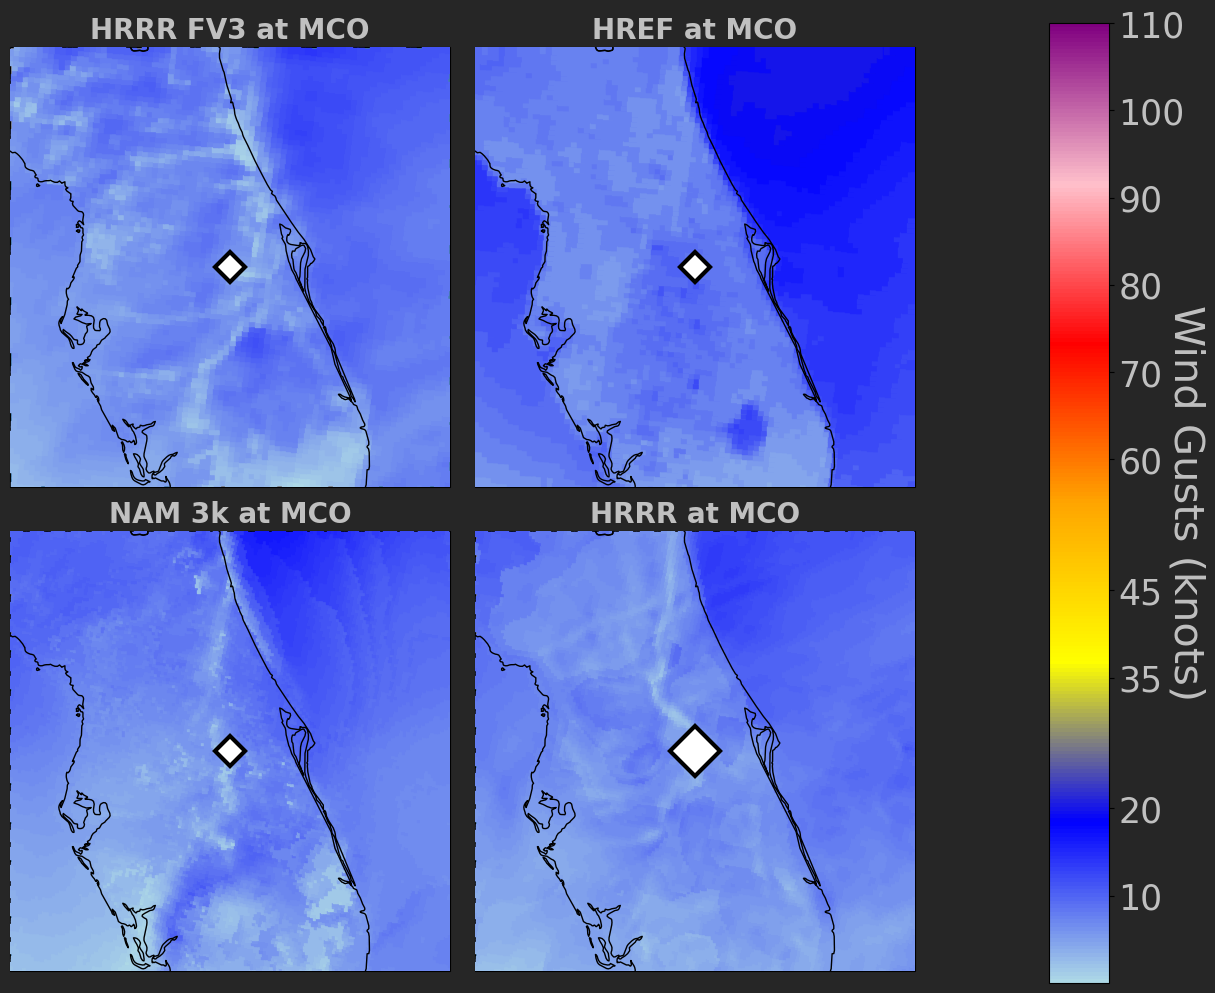 HRRR FV3 at MCO
HREF at MCO
NAM 3k at MCO
HRRR at MCO
110
100
90
80
70
60
45
35
20
10
Wind Gusts (knots)